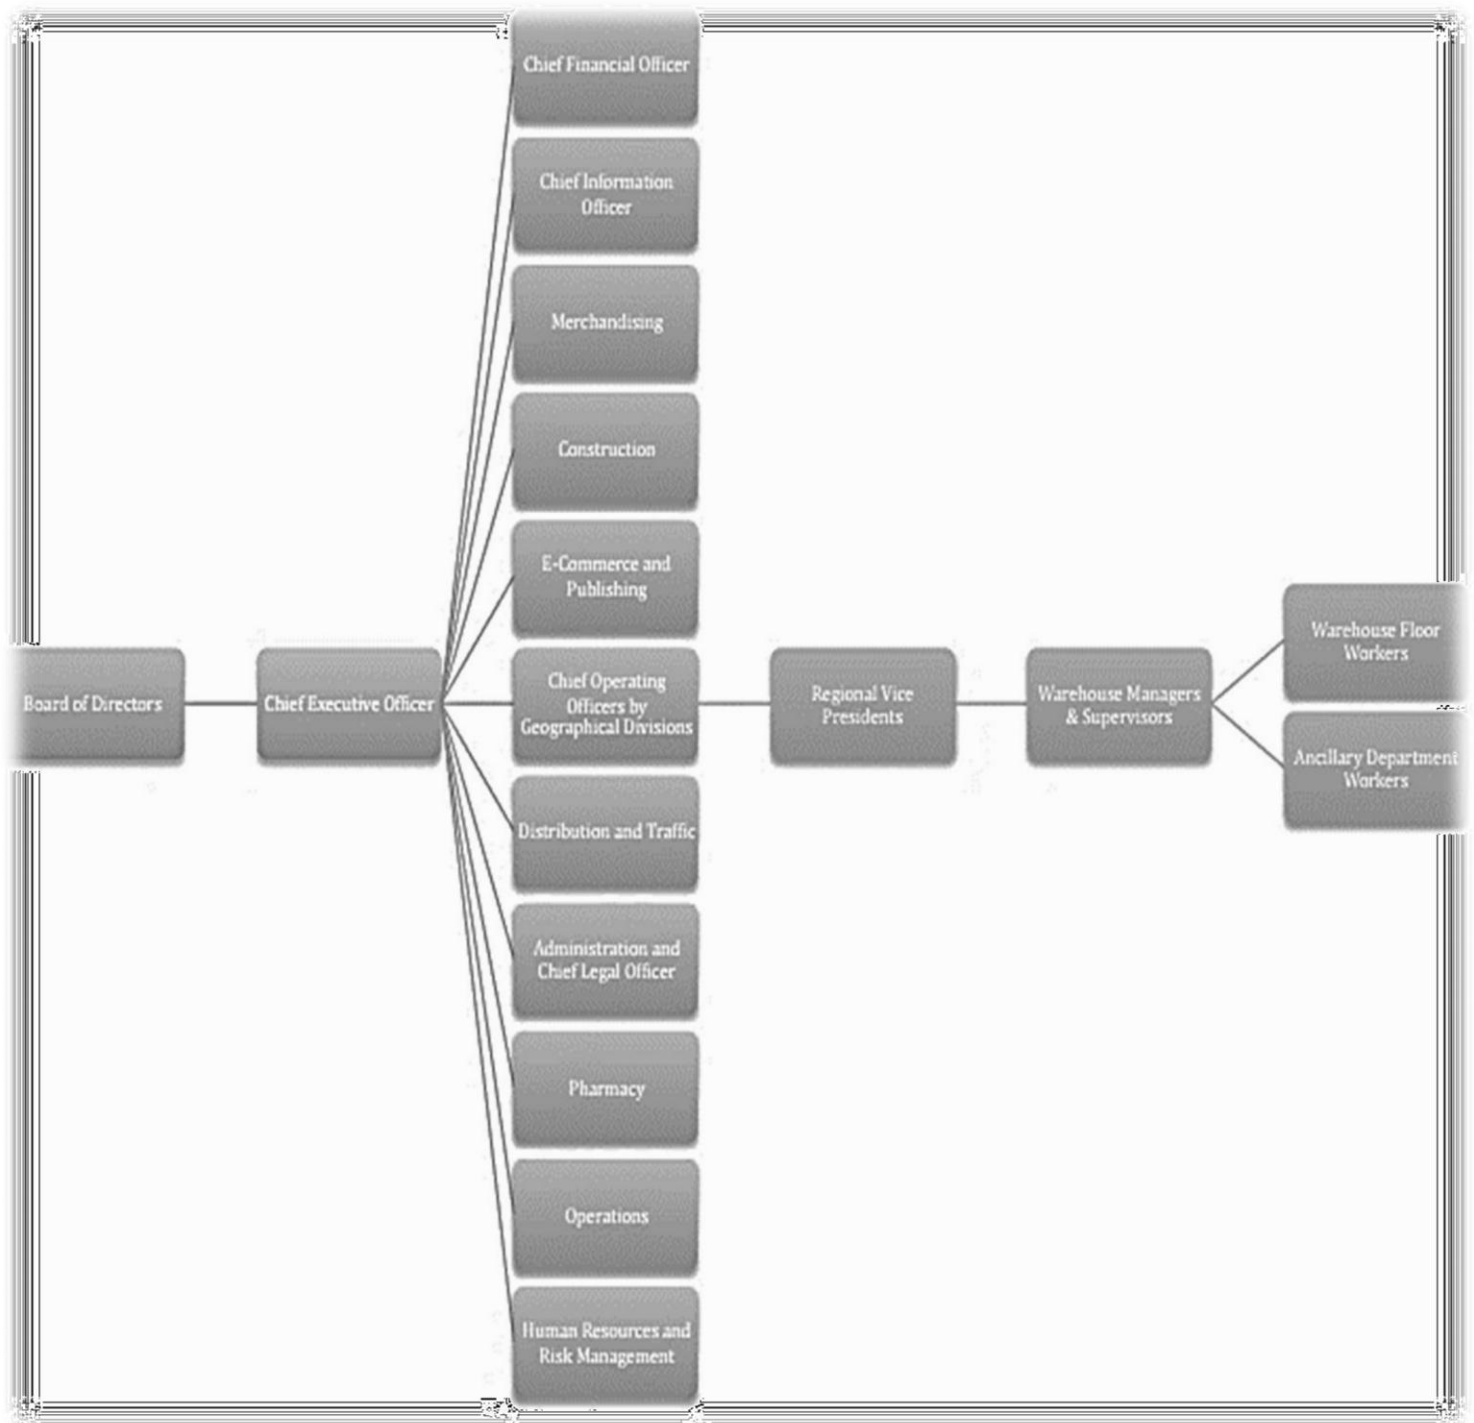 Board of Directors
Chief Executive Officer
Chief Financial Officer
Chief Information
Officer
Merchandising
Construction
E-Commerce and
Publishing
Chief Operating
Officers by
Geographical Divisions
Distribution and Traffic
Administration and
Chief Legal Officer
Pharmacy
Operations
Human Resources and
Risk Management
Regional Vice
Presidents
Warehouse Managers
& Supervisors
Warehouse Floor
Workers
Ancillary Department
Workers